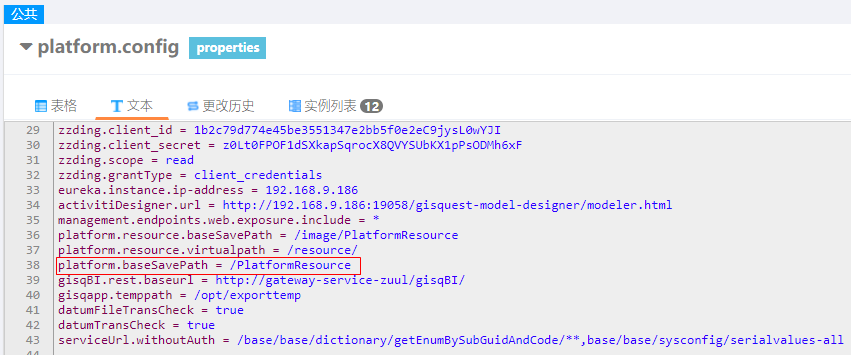 公共
platform.config properties
表格 文本 更改历史 实例列表 12
29 zzding.client_id = 1b2c79d774e45be3551347e2bb5f0e2eC9jysL0wYJI
30 zzding.client_secret = z0Lt0FPOF1dSXkapSqrocX8QVYSUbKX1pPsODMh6xF
31 zzding.scope = read
32 zzding.grantType = client_credentials
33 eureka.instance.ip-address = 192.168.9.186
34 activitiDesigner.url = http://192.168.9.186:19058/gisquest-model-designer/modeler.html
35 management.endpoints.web.exposure.include = *
36 platform.resource.baseSavePath = /image/PlatformResource
37 platform.resource.virtualpath = /resource/
38 platform.baseSavePath = /PlatformResource
39 gisqBI.rest.baseurl = http://gateway-service-zuul/gisqBI/
40 gisqapp.temppath = /opt/exporttemp
41 datumFileTransCheck = true
42 datumTransCheck = true
43 serviceUrl.withoutAuth = /base/base/dictionary/getEnumBySubGuidAndCode/**,base/base/sysconfig/serialvalues-all
44